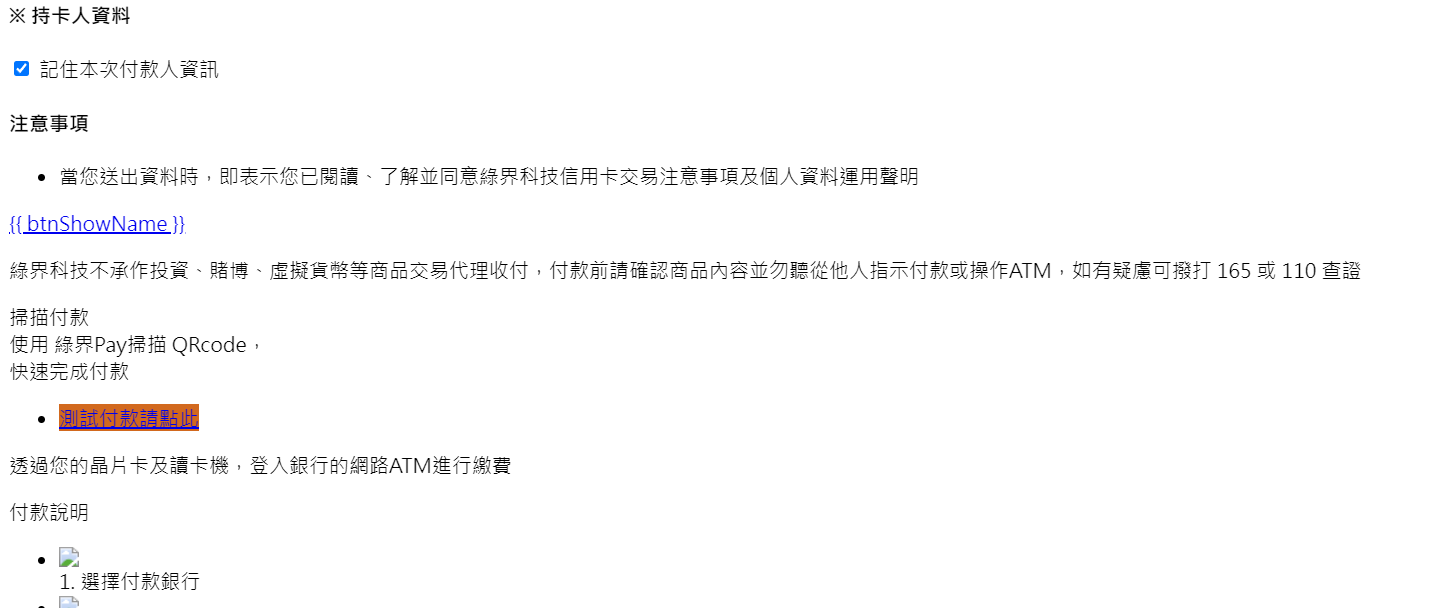 ※ 持卡人資料
記住本次付款人資訊
注意事項
當您送出資料時，即表示您已閱讀、了解並同意綠界科技信用卡交易注意事項及個人資料運用聲明
{{ btnShowName }}
綠界科技不承作投資、賭博、虛擬貨幣等商品交易代理收付，付款前請確認商品內容並勿聽從他人指示付款或操作ATM，如有疑慮可撥打 165 或 110 查證
掃描付款
使用 綠界Pay掃描 QRcode，
快速完成付款
測試付款請點此
透過您的晶片卡及讀卡機，登入銀行的網路ATM進行繳費
付款說明
1. 選擇付款銀行